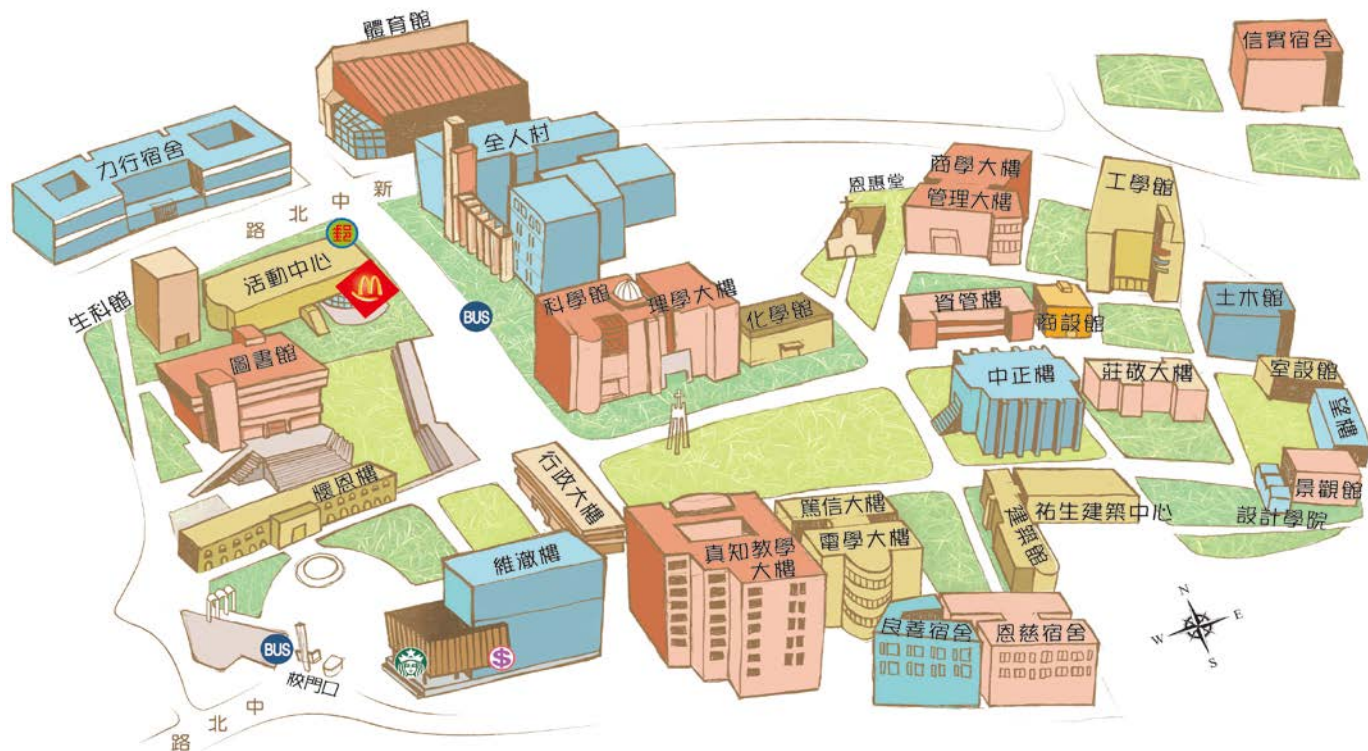 體育館
信實宿舍
力行宿舍
全人村
新中北路
郵
恩惠堂
商學大樓
管理大樓
工學館
生科館
活動中心
BUS
科學館
理學大樓
化學館
資管樓
商設館
土木館
圖書館
中正樓
莊敬大樓
室設館
望樓
景觀館
設計學院
懷恩樓
行政大樓
維澈樓
真知教學
大樓
篤信大樓
電學大樓
建築館
祐生建築中心
良善宿舍
恩慈宿舍
BUS
校門口
$
中北路
N
W
E
S